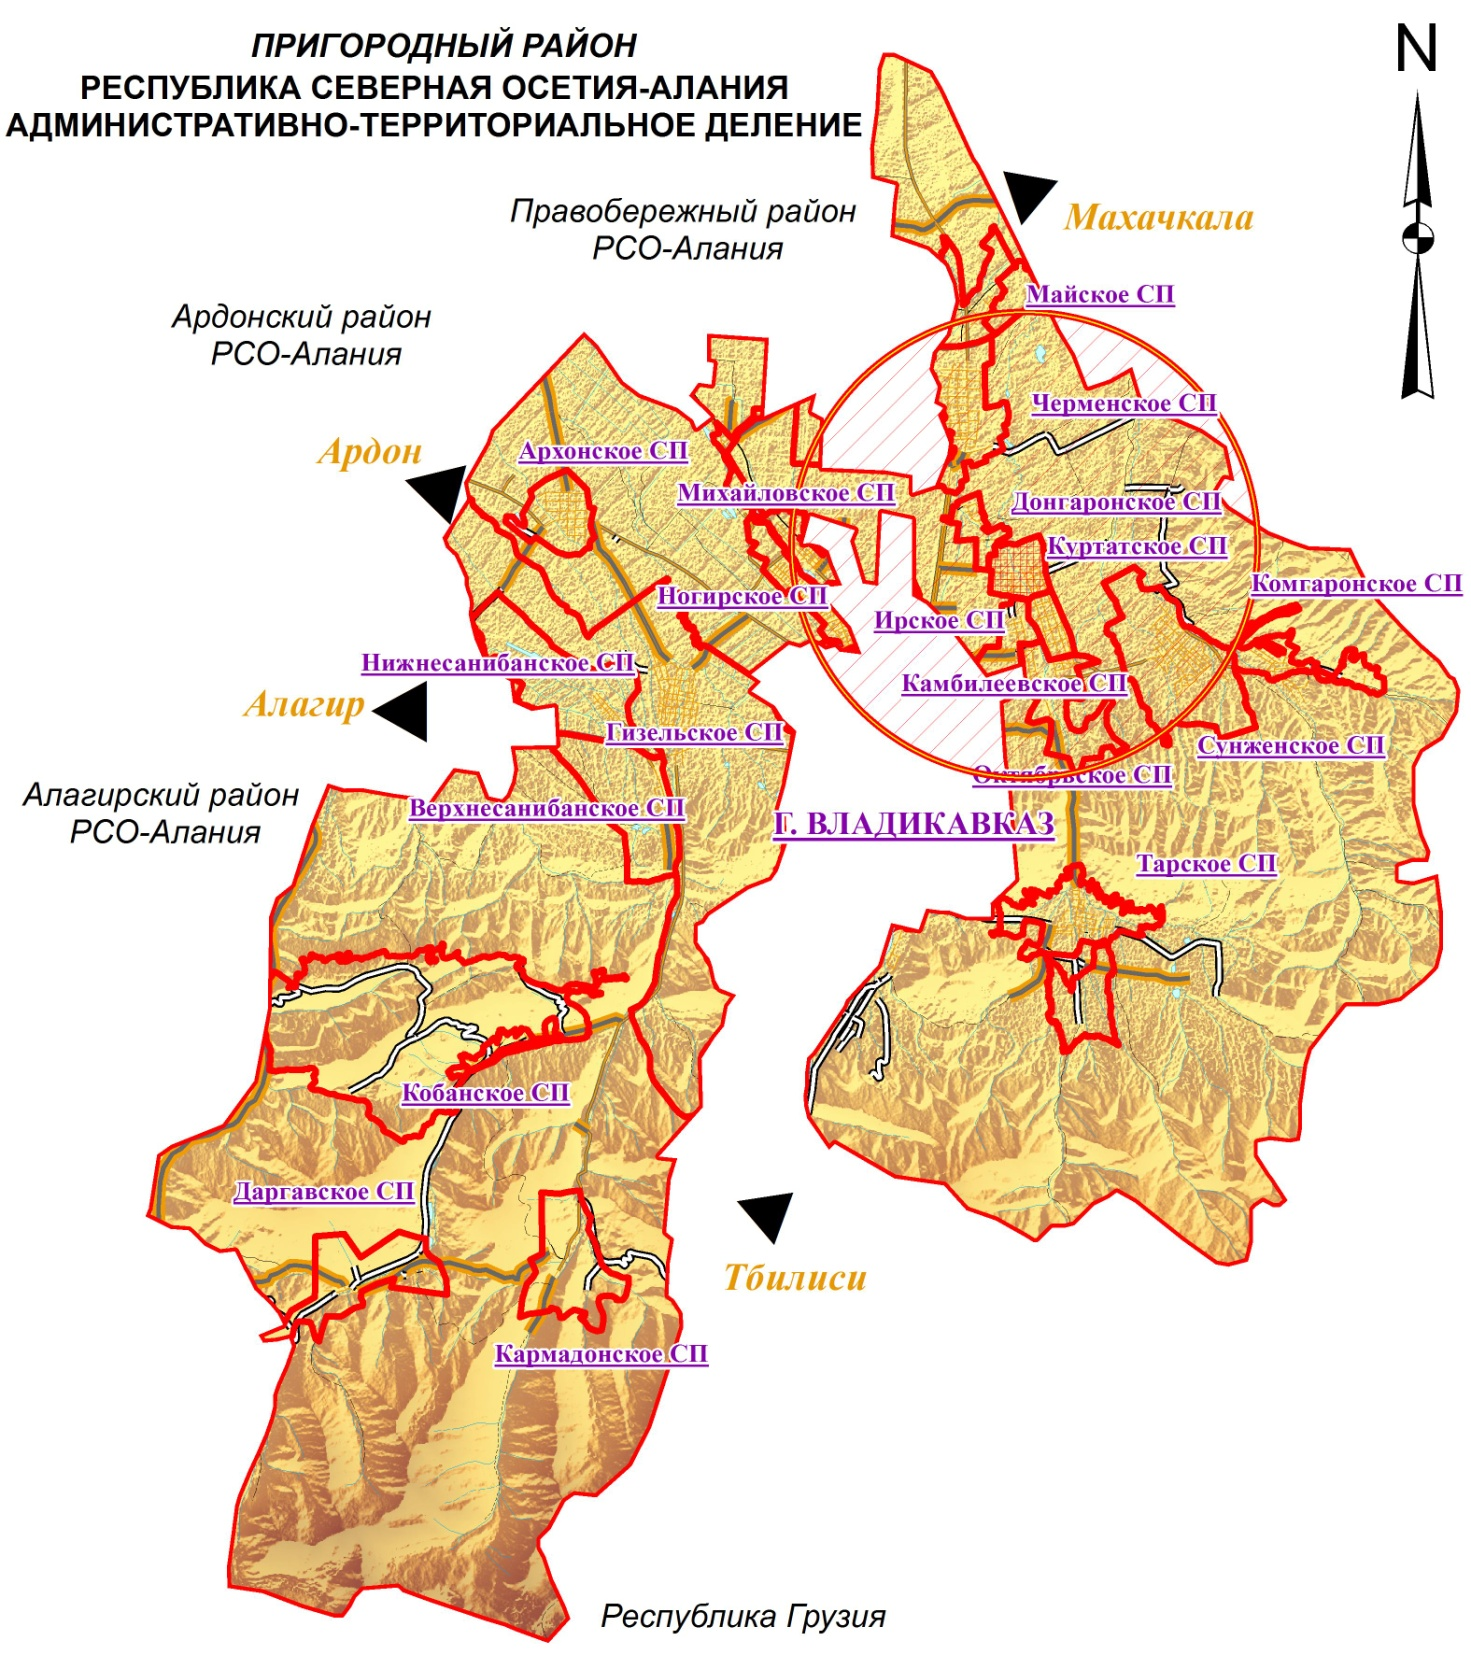 ПРИГОРОДНЫЙ РАЙОН
РЕСПУБЛИКА СЕВЕРНАЯ ОСЕТИЯ-АЛАНИЯ
АДМИНИСТРАТИВНО-ТЕРРИТОРИАЛЬНОЕ ДЕЛЕНИЕ
N
Правобережный район
РСО-Алания
Махачкала
Майское СП
Ардонский район
РСО-Алания
Черменское СП
Ардон
Архонское СП
Михайловское СП
Донгаронское СП
Куртатское СП
Комгаронское СП
Ногирское СП
Ирское СП
Нижнесанибанское СП
Камбилеевское СП
Алагир
Гизельское СП
Сунженское СП
Октябрьское СП
Алагирский район
РСО-Алания
Верхнесанибанское СП
Г. ВЛАДИКАВКАЗ
Тарское СП
Кобанское СП
Даргавское СП
Тбилиси
Кармадонское СП
Республика Грузия